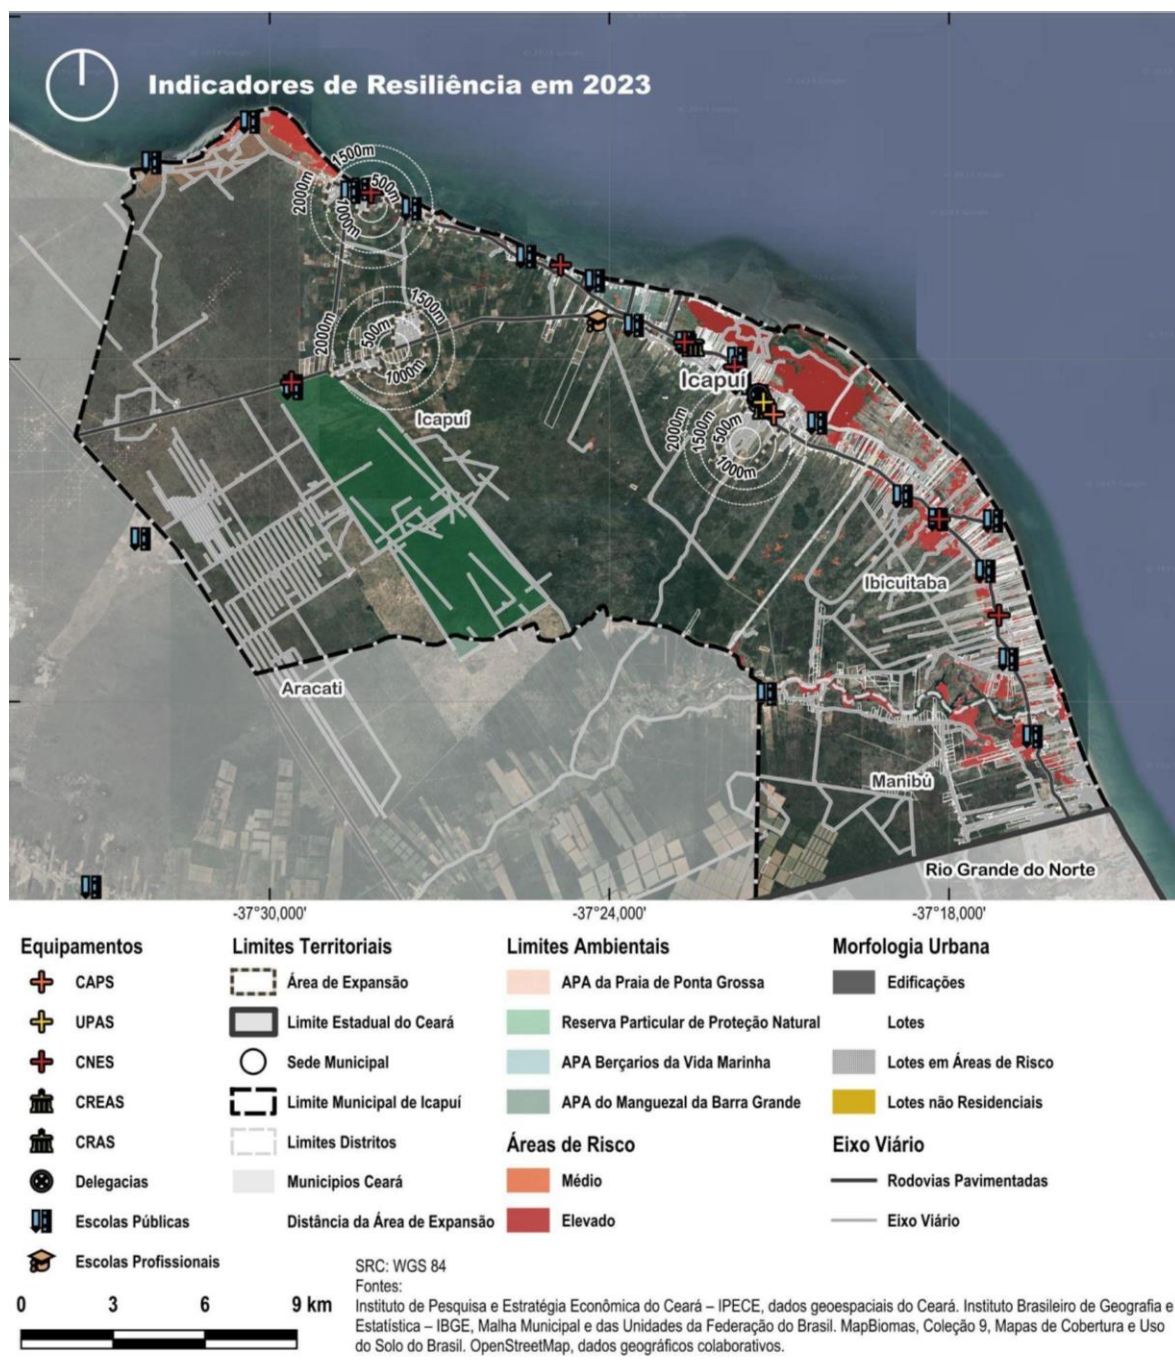 Indicadores de Resiliência em 2023
1500m
2000m
500m
1000m
1500m
2000m
500m
1000m
Icapuí
Icapuí
2000m
1500m
500m
1000m
Ibicuitaba
Aracati
Manibú
Rio Grande do Norte
-37°30,000'
-37°24,000'
-37°18,000'
Equipamentos
CAPS
UPAS
CNES
CREAS
CRAS
Delegacias
Escolas Públicas
Escolas Profissionais
Limites Territoriais
Área de Expansão
Limite Estadual do Ceará
Sede Municipal
Limite Municipal de Icapuí
Limites Distritos
Municipios Ceará
Distância da Área de Expansão
Limites Ambientais
APA da Praia de Ponta Grossa
Reserva Particular de Proteção Natural
APA Berçarios da Vida Marinha
APA do Manguezal da Barra Grande
Áreas de Risco
Médio
Elevado
Morfologia Urbana
Edificações
Lotes
Lotes em Áreas de Risco
Lotes não Residenciais
Eixo Viário
Rodovias Pavimentadas
Eixo Viário
0 3 6 9 km
SRC: WGS 84
Fontes:
Instituto de Pesquisa e Estratégia Econômica do Ceará – IPECE, dados geoespaciais do Ceará. Instituto Brasileiro de Geografia e
Estatística – IBGE, Malha Municipal e das Unidades da Federação do Brasil. MapBiomas, Coleção 9, Mapas de Cobertura e Uso
do Solo do Brasil. OpenStreetMap, dados geográficos colaborativos.